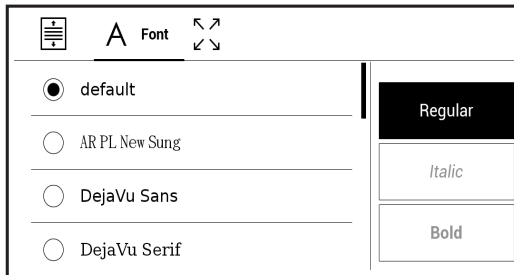 A Font
default
AR PL New Sung
DejaVu Sans
DejaVu Serif
Regular
Italic
Bold